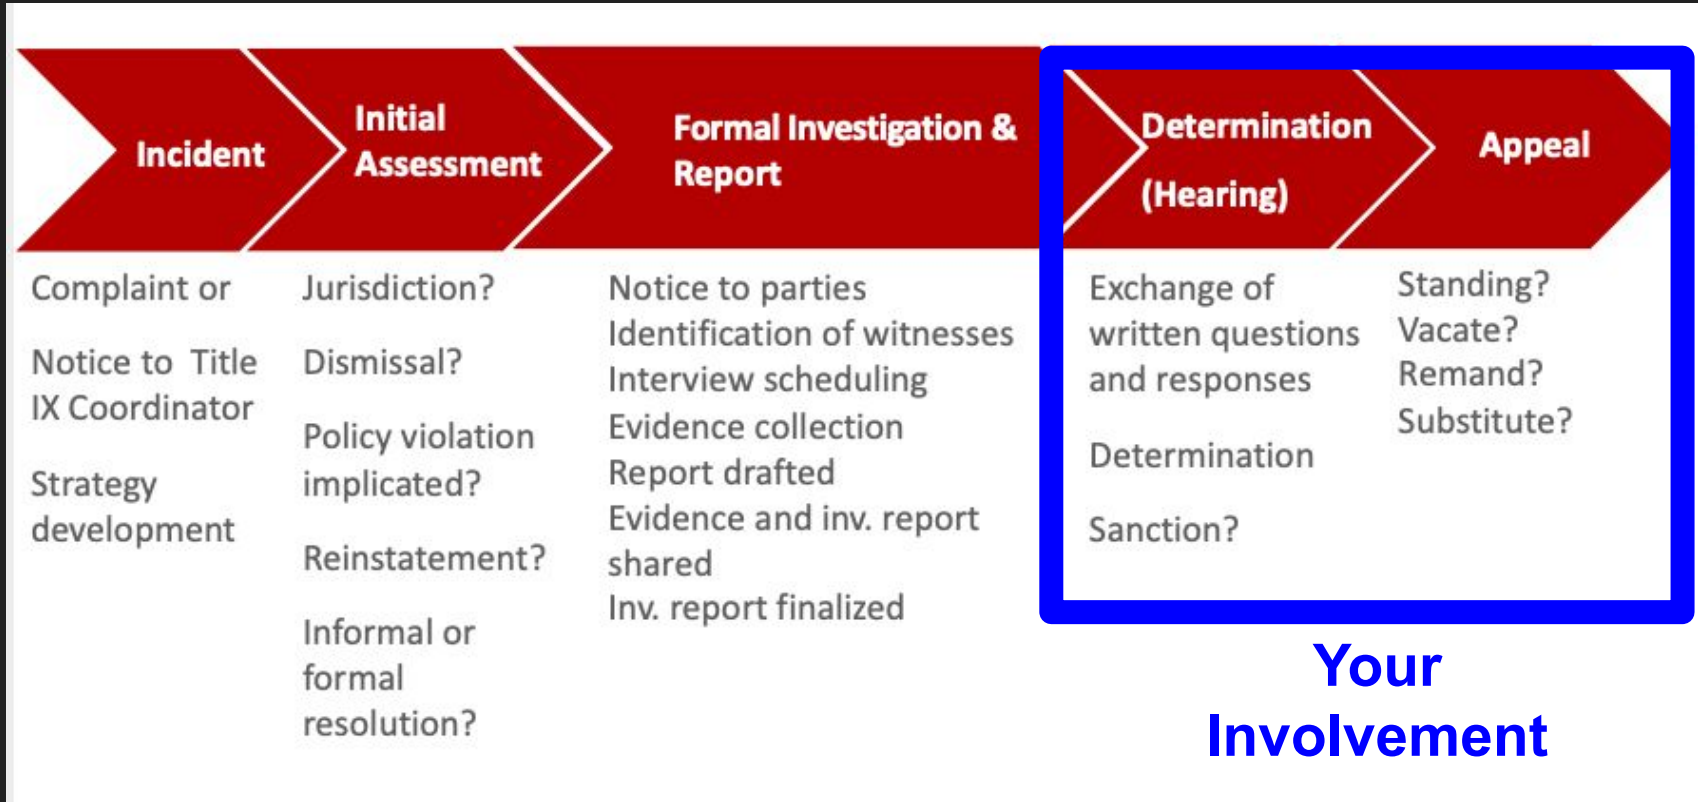 Incident
Initial
Assessment
Formal Investigation &
Report
Determination
(Hearing)
Appeal
Complaint or
Notice to Title
IX Coordinator
Strategy
development
Jurisdiction?
Dismissal?
Policy violation
implicated?
Reinstatement?
Informal or
formal
resolution?
Notice to parties
Identification of witnesses
Interview scheduling
Evidence collection
Report drafted
Evidence and inv. report
shared
Inv. report finalized
Exchange of
written questions
and responses
Determination
Sanction?
Standing?
Vacate?
Remand?
Substitute?
Your
Involvement